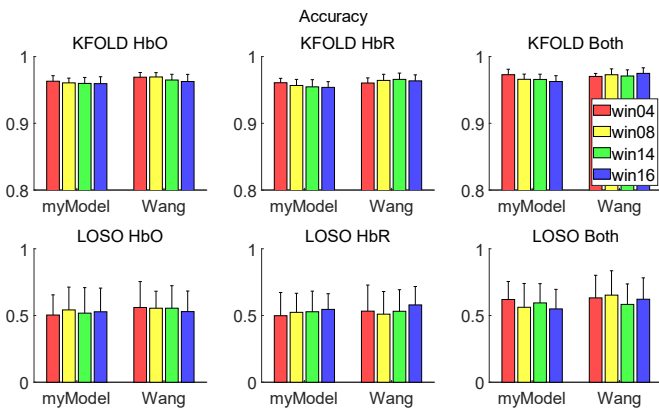 Accuracy
KFOLD HbO
1
0.9
0.8
myModel Wang
KFOLD HbR
1
0.9
0.8
myModel Wang
KFOLD Both
1
0.9
0.8
myModel Wang
win04
win08
win14
win16
LOSO HbO
1
0.5
0
myModel Wang
LOSO HbR
1
0.5
0
myModel Wang
LOSO Both
1
0.5
0
myModel Wang